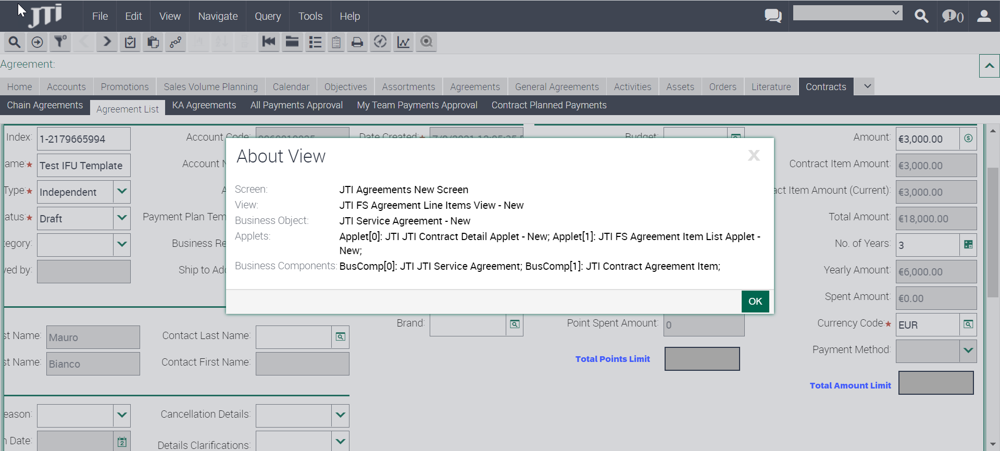 JTi File Edit View Navigate Query Tools Help 0
Agreement:
Home Accounts Promotions Sales Volume Planning Calendar Objectives Assortments Agreements General Agreements Activities Assets Orders Literature Contracts
Chain Agreements Agreement List KA Agreements All Payments Approval My Team Payments Approval Contract Planned Payments
Index: 1-2179665994 Account Code: Date Created: Budget: Amount: €3,000.00
ame:★ Test IFU Template Account N Contract Item Amount: €3,000.00
Type:★ Independent A act Item Amount (Current): €3,000.00
atus:★ Draft Payment Plan Tem Total Amount: €18,000.00
egory: Business Re No. of Years: 3
ved by: Ship to Add Yearly Amount: €6,000.00
Spent Amount: €0.00
About View X
Screen: JTI Agreements New Screen
View: JTI FS Agreement Line Items View - New
Business Object: JTI Service Agreement - New
Applets: Applet[0]: JTI JTI Contract Detail Applet - New; Applet[1]: JTI FS Agreement Item List Applet -
New;
Business Components: BusComp[0]: JTI JTI Service Agreement; BusComp[1]: JTI Contract Agreement Item;
OK
Brand: Point Spent Amount: 0 Currency Code:★ EUR
st Name: Mauro Contact Last Name: Payment Method:
st Name: Bianco Contact First Name: Total Points Limit
Total Amount Limit
eason: Cancellation Details:
n Date: 2 Details Clarifications: